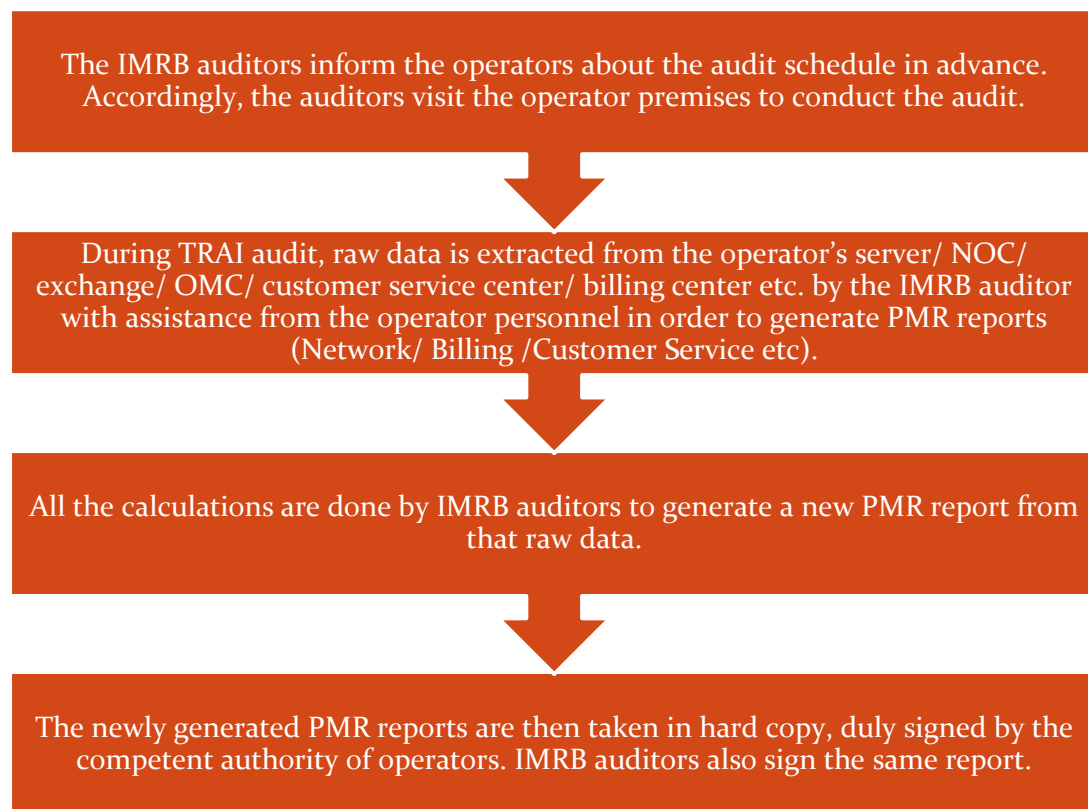 The IMRB auditors inform the operators about the audit schedule in advance.
Accordingly, the auditors visit the operator premises to conduct the audit.
During TRAI audit, raw data is extracted from the operator’s server/ NOC/
exchange/ OMC/ customer service center/ billing center etc. by the IMRB auditor
with assistance from the operator personnel in order to generate PMR reports
(Network/ Billing /Customer Service etc).
All the calculations are done by IMRB auditors to generate a new PMR report from
that raw data.
The newly generated PMR reports are then taken in hard copy, duly signed by the
competent authority of operators. IMRB auditors also sign the same report.